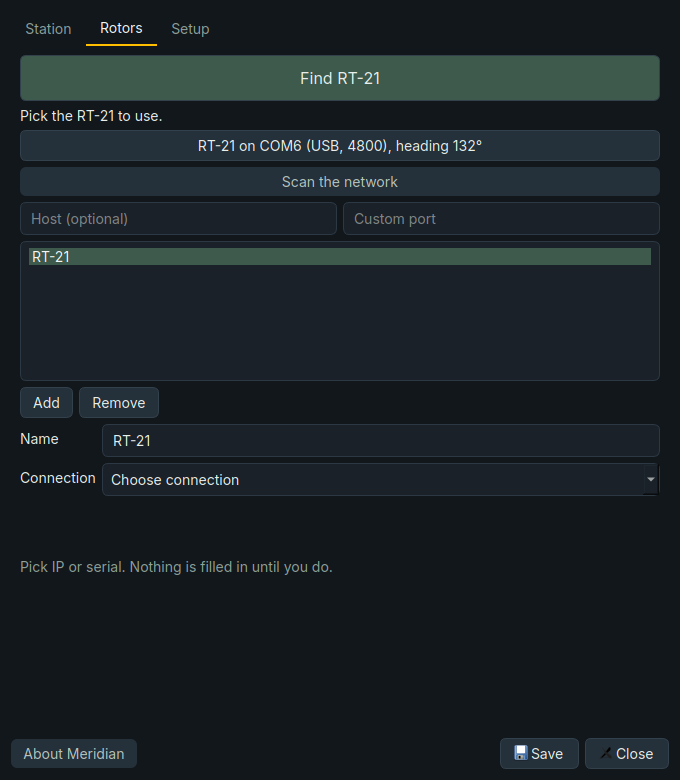 Station Rotors Setup
Find RT-21
Pick the RT-21 to use.
RT-21 on COM6 (USB, 4800), heading 132°
Scan the network
Host (optional) Custom port
RT-21
Add Remove
Name RT-21
Connection Choose connection
Pick IP or serial. Nothing is filled in until you do.
About Meridian Save Close